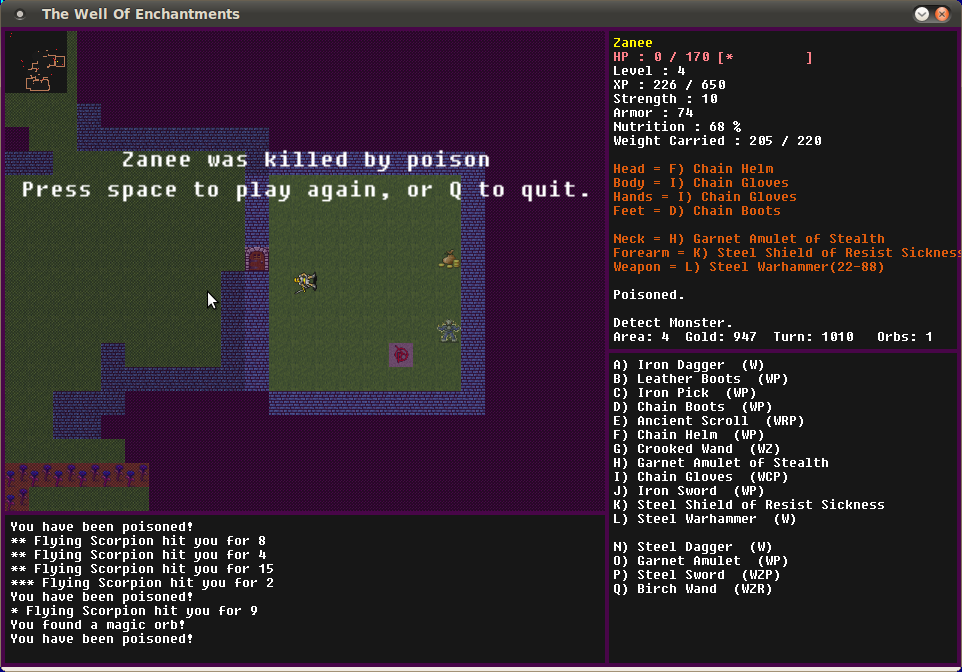 The Well Of Enchantments
Zanee was killed by poison
Press space to play again, or Q to quit.
You have been poisoned!
** Flying Scorpion hit you for 8
** Flying Scorpion hit you for 4
** Flying Scorpion hit you for 15
*** Flying Scorpion hit you for 2
You have been poisoned!
* Flying Scorpion hit you for 9
You found a magic orb!
You have been poisoned!
Zanee
HP : 0 / 170 [* ]
Level : 4
XP : 226 / 650
Strength : 10
Armor : 74
Nutrition : 68 %
Weight Carried : 205 / 220
Head = F) Chain Helm
Body = I) Chain Gloves
Hands = I) Chain Gloves
Feet = D) Chain Boots
Neck = H) Garnet Amulet of Stealth
Forearm = K) Steel Shield of Resist Sickness
Weapon = L) Steel Warhammer(22-88)
Poisoned.
Detect Monster.
Area: 4 Gold: 947 Turn: 1010 Orbs: 1
A) Iron Dagger (W)
B) Leather Boots (WP)
C) Iron Pick (WP)
D) Chain Boots (WP)
E) Ancient Scroll (WRP)
F) Chain Helm (WP)
G) Crooked Wand (WZ)
H) Garnet Amulet of Stealth
I) Chain Gloves (WCP)
J) Iron Sword (WP)
K) Steel Shield of Resist Sickness
L) Steel Warhammer (W)
N) Steel Dagger (W)
O) Garnet Amulet (WP)
P) Steel Sword (WZP)
Q) Birch Wand (WZR)